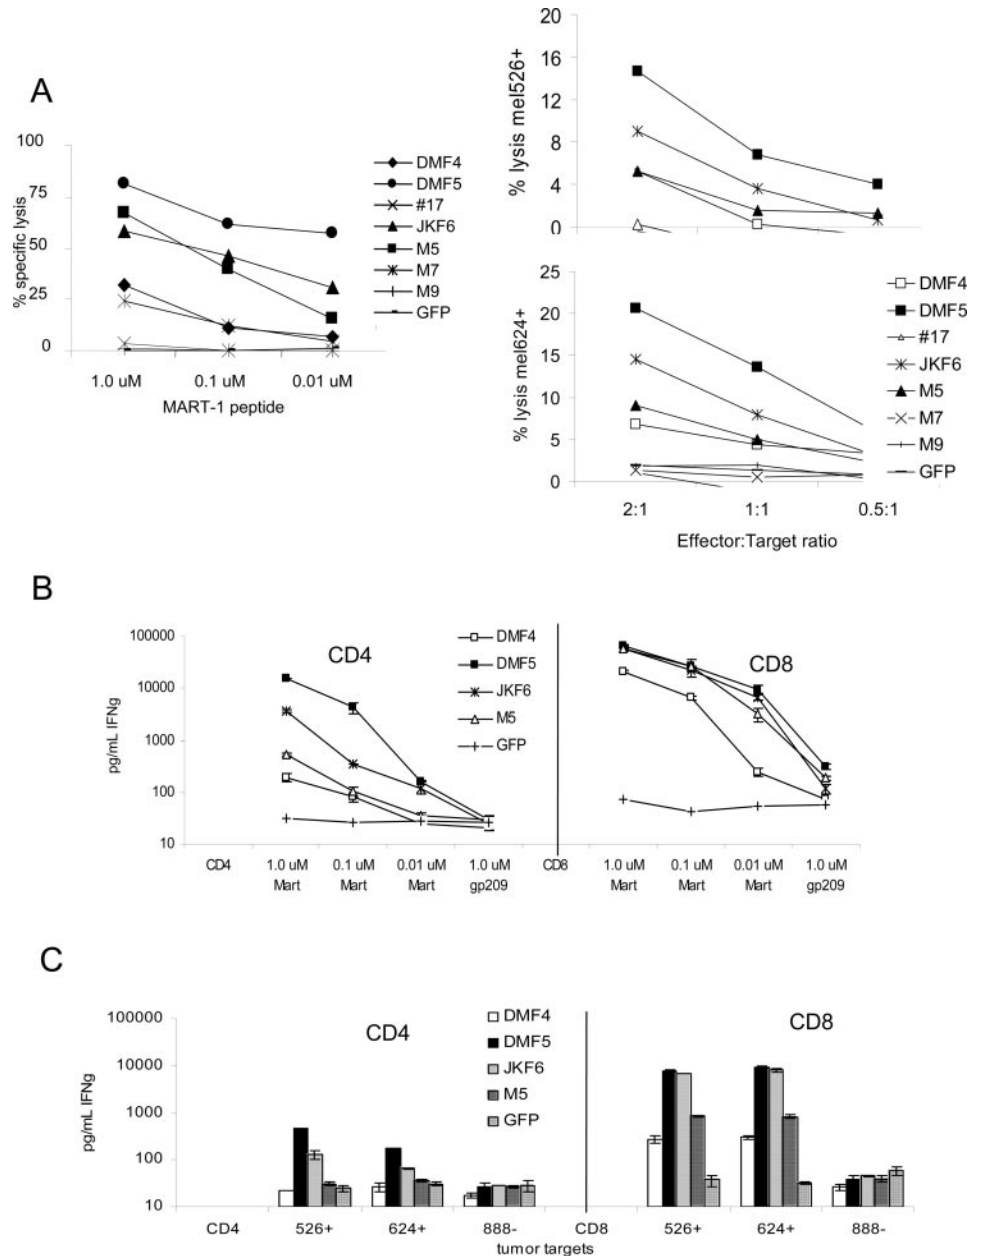 A
% specific lysis
100
75
50
25
0
1.0 uM
0.1 uM
0.01 uM
MART-1 peptide
DMF4
DMF5
#17
JKF6
M5
M7
M9
GFP
% lysis mel526+
20
16
12
8
4
0
% lysis mel624+
25
20
15
10
5
0
2:1
1:1
0.5:1
Effector:Target ratio
DMF4
DMF5
#17
JKF6
M5
M7
M9
GFP
B
pg/mL IFNg
100000
10000
1000
100
10
CD4
DMF4
DMF5
JKF6
M5
GFP
CD8
CD4
1.0 uM Mart
0.1 uM Mart
0.01 uM Mart
1.0 uM gp209
CD8
1.0 uM Mart
0.1 uM Mart
0.01 uM Mart
1.0 uM gp209
C
pg/mL IFNg
100000
10000
1000
100
10
CD4
DMF4
DMF5
JKF6
M5
GFP
CD8
CD4
526+
624+
888-
CD8
526+
624+
888-
tumor targets